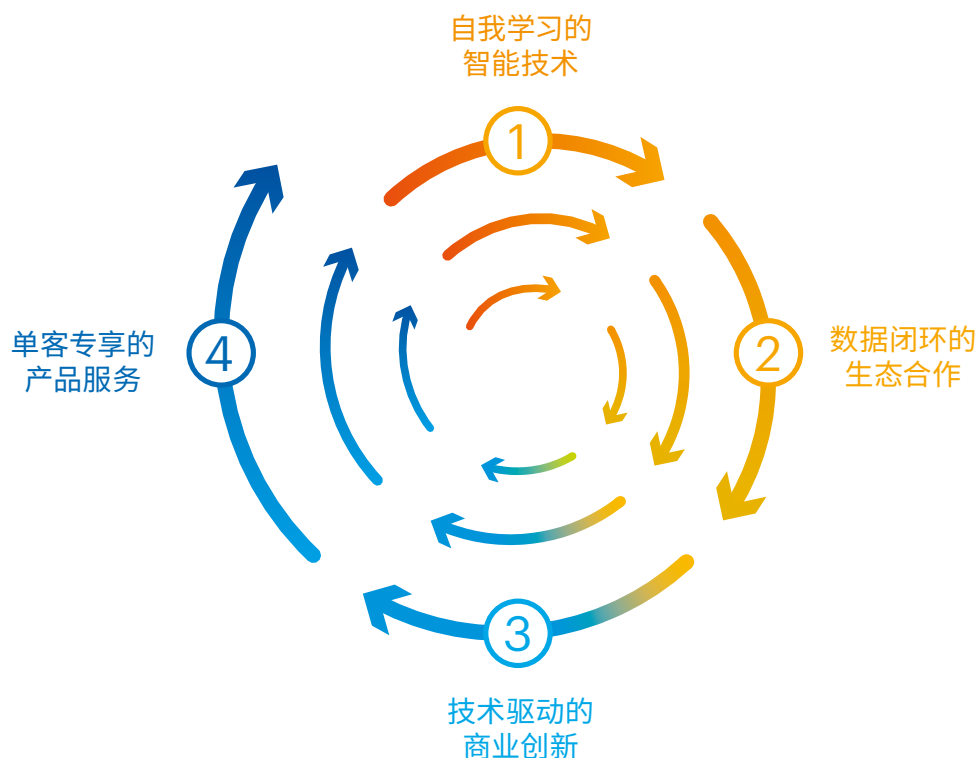 自我学习的
智能技术
1
单客专享的
产品服务
4
2
数据闭环的
生态合作
3
技术驱动的
商业创新